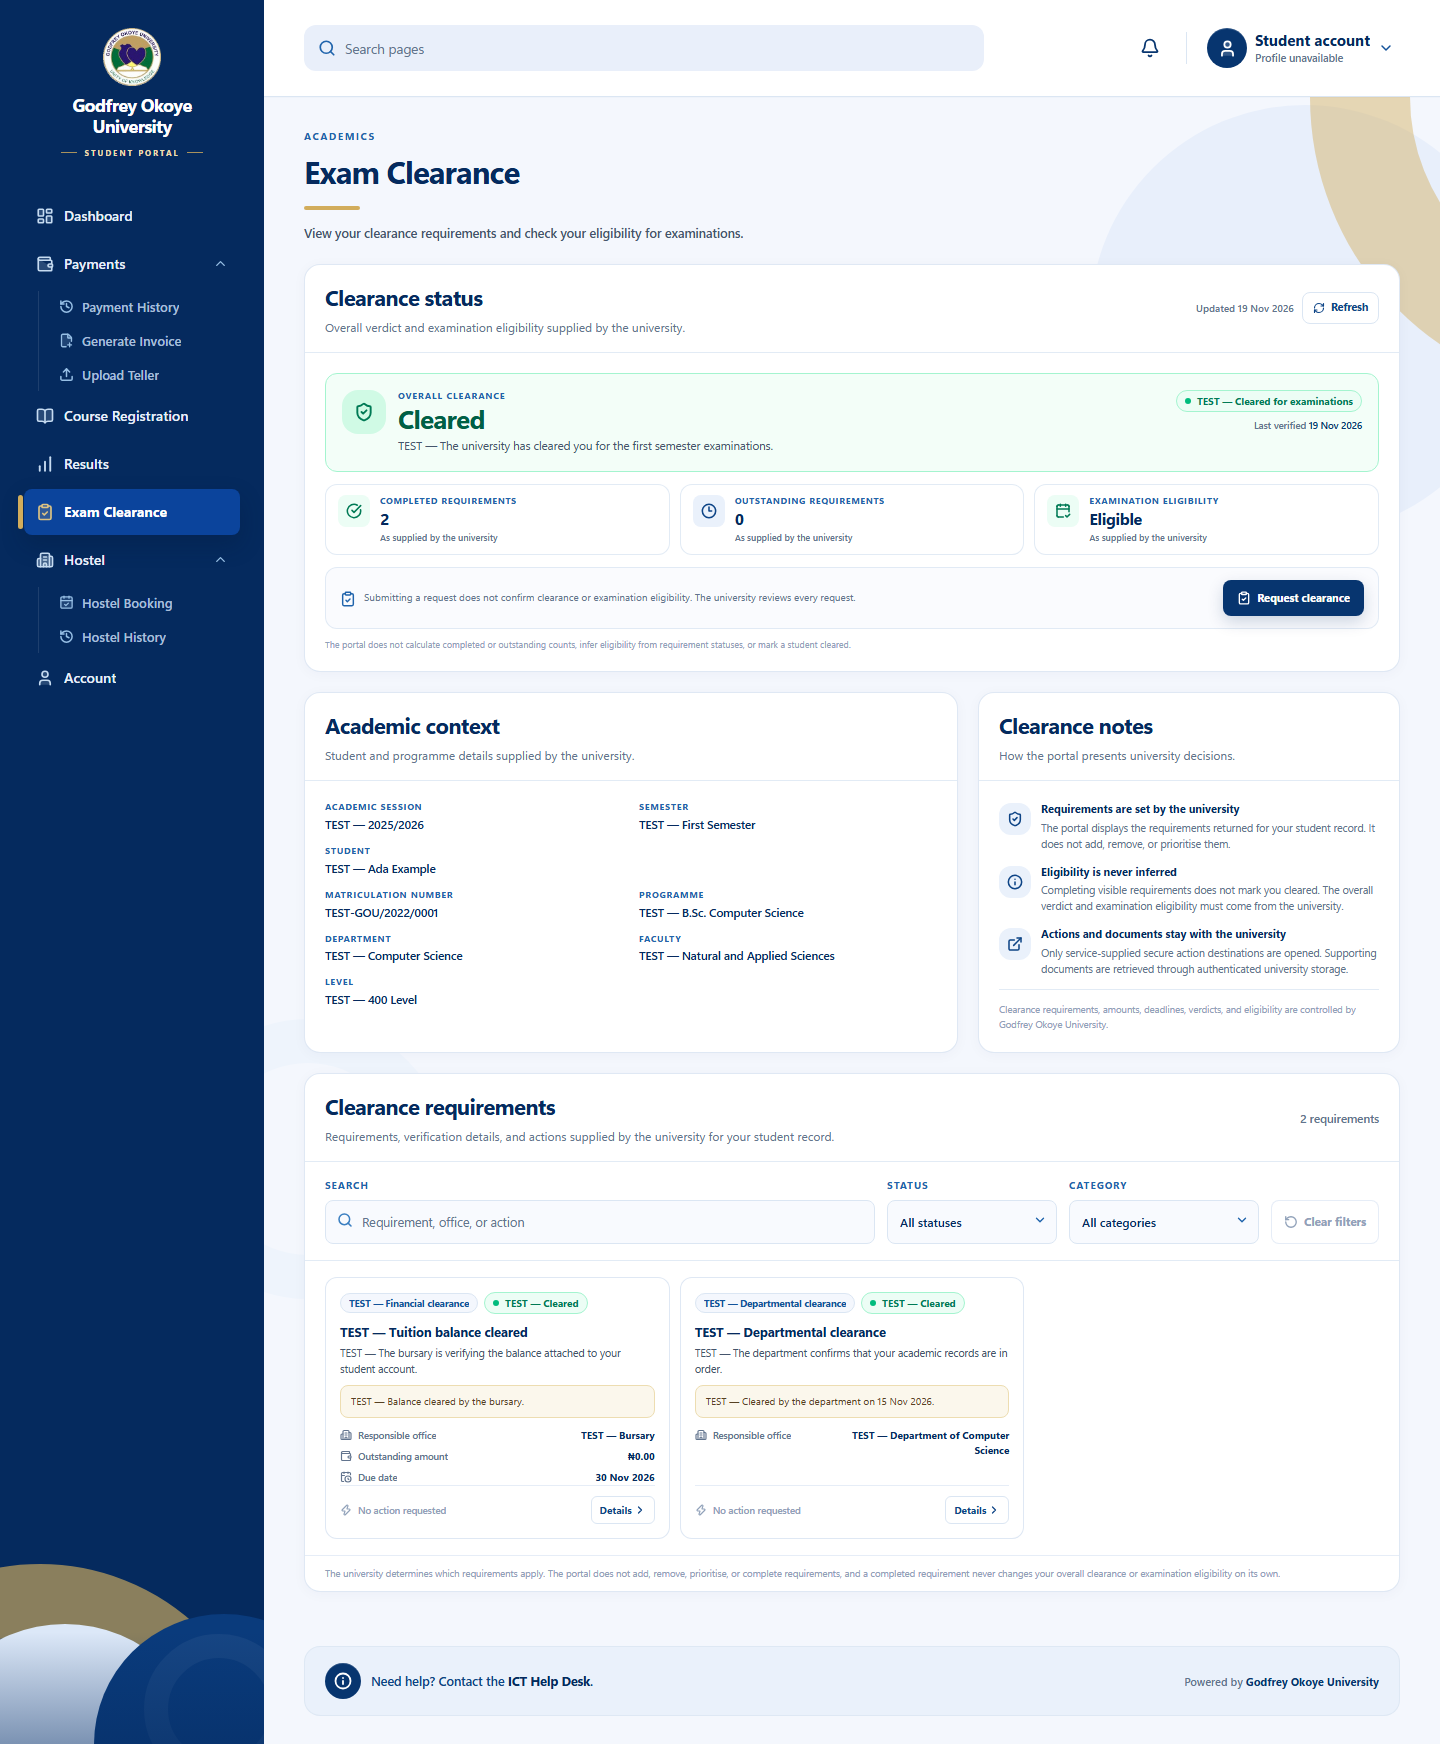 Godfrey Okoye
University
STUDENT PORTAL
Dashboard
Payments
Payment History
Generate Invoice
Upload Teller
Course Registration
Results
Exam Clearance
Hostel
Hostel Booking
Hostel History
Account
Search pages
Student account
Profile unavailable
ACADEMICS
Exam Clearance
View your clearance requirements and check your eligibility for examinations.
Clearance status
Overall verdict and examination eligibility supplied by the university.
Updated 19 Nov 2026
Refresh
OVERALL CLEARANCE
Cleared
TEST — The university has cleared you for the first semester examinations.
TEST — Cleared for examinations
Last verified 19 Nov 2026
COMPLETED REQUIREMENTS
2
As supplied by the university
OUTSTANDING REQUIREMENTS
0
As supplied by the university
EXAMINATION ELIGIBILITY
Eligible
As supplied by the university
Submitting a request does not confirm clearance or examination eligibility. The university reviews every request.
Request clearance
The portal does not calculate completed or outstanding counts, infer eligibility from requirement statuses, or mark a student cleared.
Academic context
Student and programme details supplied by the university.
ACADEMIC SESSION
TEST — 2025/2026
SEMESTER
TEST — First Semester
STUDENT
TEST — Ada Example
MATRICULATION NUMBER
TEST-GOU/2022/0001
PROGRAMME
TEST — B.Sc. Computer Science
DEPARTMENT
TEST — Computer Science
FACULTY
TEST — Natural and Applied Sciences
LEVEL
TEST — 400 Level
Clearance notes
How the portal presents university decisions.
Requirements are set by the university
The portal displays the requirements returned for your student record. It
does not add, remove, or prioritise them.
Eligibility is never inferred
Completing visible requirements does not mark you cleared. The overall
verdict and examination eligibility must come from the university.
Actions and documents stay with the university
Only service-supplied secure action destinations are opened. Supporting
documents are retrieved through authenticated university storage.
Clearance requirements, amounts, deadlines, verdicts, and eligibility are controlled by
Godfrey Okoye University.
Clearance requirements
Requirements, verification details, and actions supplied by the university for your student record.
2 requirements
SEARCH
Requirement, office, or action
STATUS
All statuses
CATEGORY
All categories
Clear filters
TEST — Financial clearance
TEST — Cleared
TEST — Tuition balance cleared
TEST — The bursary is verifying the balance attached to your
student account.
TEST — Balance cleared by the bursary.
Responsible office
TEST — Bursary
Outstanding amount
₦0.00
Due date
30 Nov 2026
No action requested
Details
TEST — Departmental clearance
TEST — Cleared
TEST — Departmental clearance
TEST — The department confirms that your academic records are in
order.
TEST — Cleared by the department on 15 Nov 2026.
Responsible office
TEST — Department of Computer
Science
No action requested
Details
The university determines which requirements apply. The portal does not add, remove, prioritise, or complete requirements, and a completed requirement never changes your overall clearance or examination eligibility on its own.
Need help? Contact the ICT Help Desk.
Powered by Godfrey Okoye University